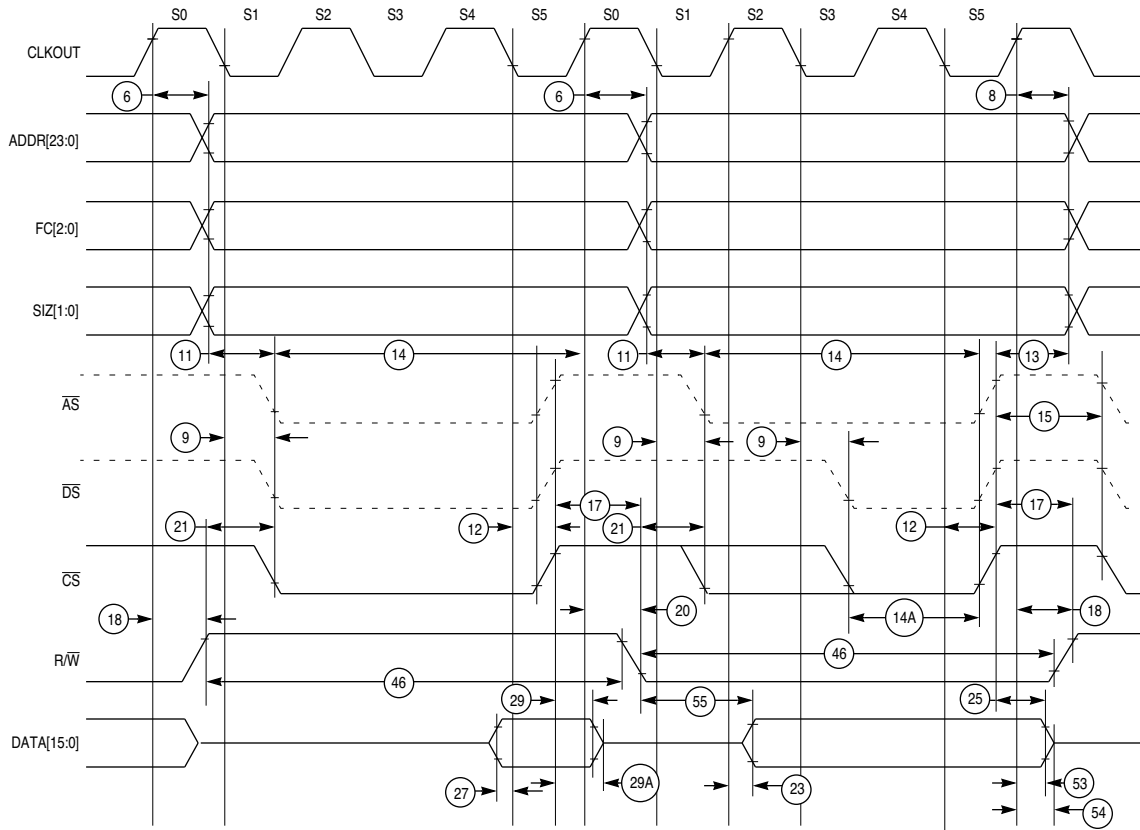 S0 S1 S2 S3 S4 S5 S0 S1 S2 S3 S4 S5
CLKOUT
6 6 8
ADDR[23:0]
FC[2:0]
SIZ[1:0]
11 14 11 14 13
AS
15
9 9 9
DS
17 17
21 12 21 12
CS
18 20 14A 18
R/W
46 46
29 55 25
DATA[15:0]
27 29A 23 53
54